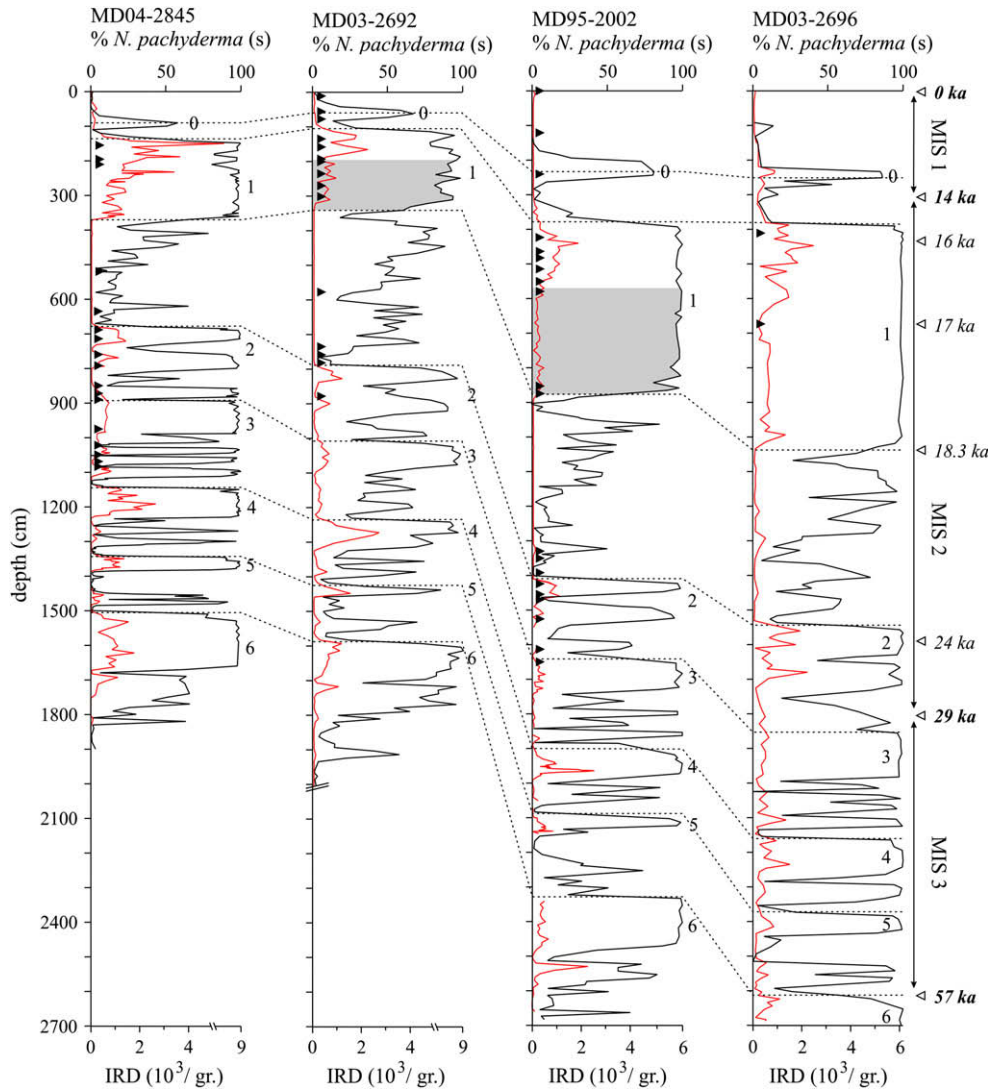 MD04-2845
MD03-2692
MD95-2002
MD03-2696
% N. pachyderma (s)
% N. pachyderma (s)
% N. pachyderma (s)
% N. pachyderma (s)
0 50 100
0 50 100
0 50 100
0 50 100
depth (cm)
0
300
600
900
1200
1500
1800
2100
2400
2700
0
1
2
3
4
5
6
0
1
2
3
4
5
6
0
1
2
3
4
5
6
0
1
2
3
4
5
6
0 ka
14 ka
16 ka
17 ka
18.3 ka
24 ka
29 ka
57 ka
MIS 1
MIS 2
MIS 3
0 2 4 9
0 2 4 9
0 2 4 6
0 2 4 6
IRD (10³/ gr.)
IRD (10³/ gr.)
IRD (10³/ gr.)
IRD (10³/ gr.)